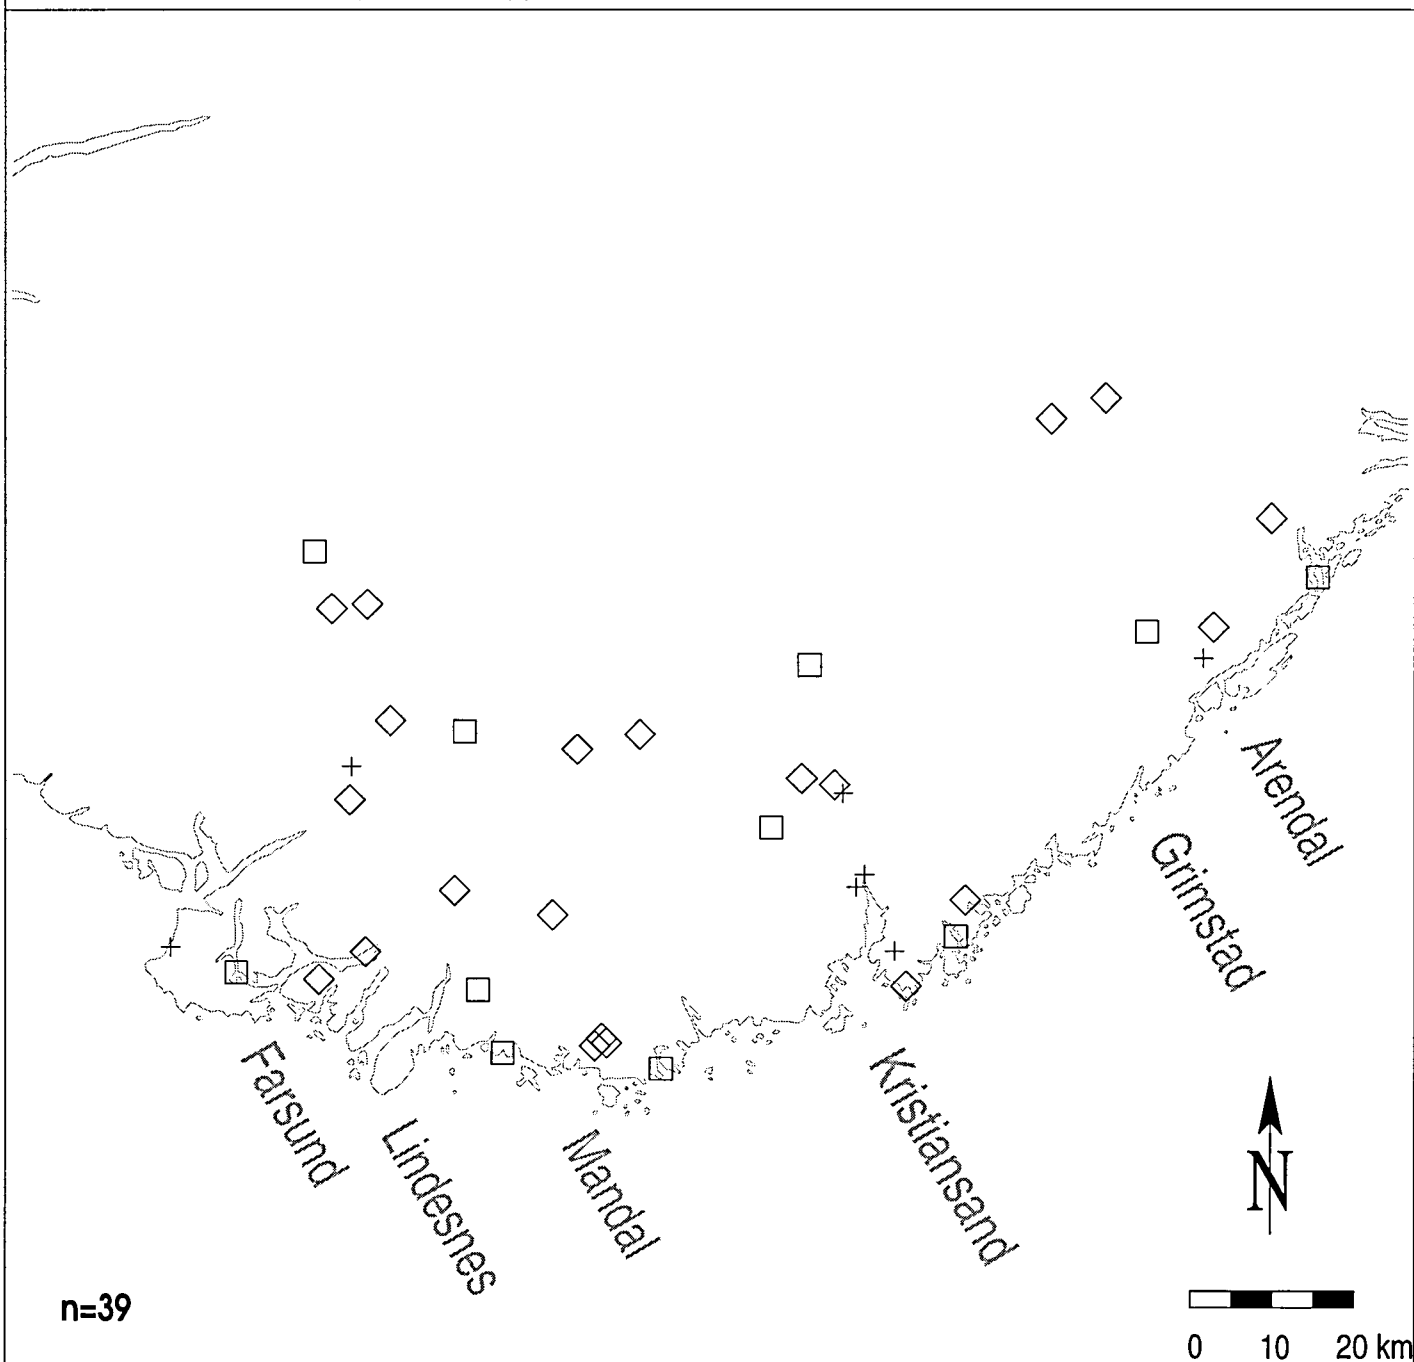 Arendal
Grimstad
Kristiansand
Farsund
Lindesnes
Mandal
N
n=39
0 10 20 km